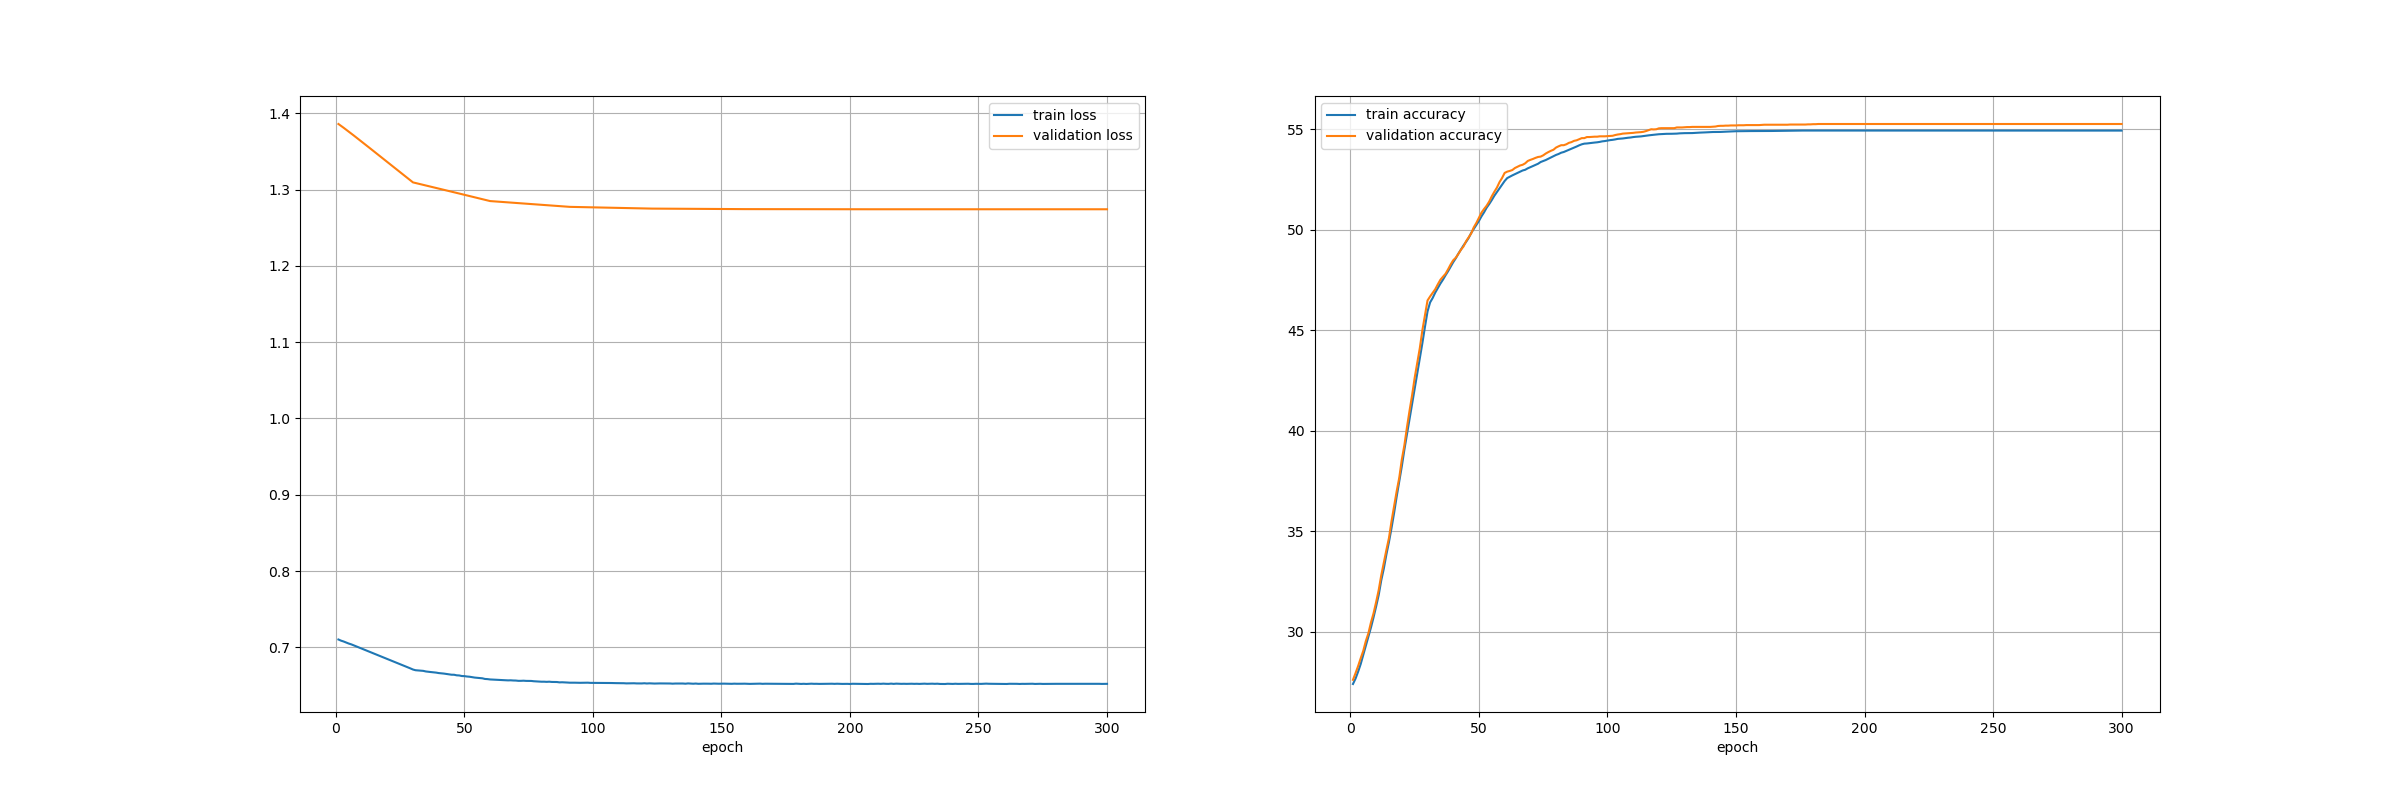 1.4
1.3
1.2
1.1
1.0
0.9
0.8
0.7
0 50 100 150 200 250 300
epoch
train loss
validation loss
55
50
45
40
35
30
0 50 100 150 200 250 300
epoch
train accuracy
validation accuracy